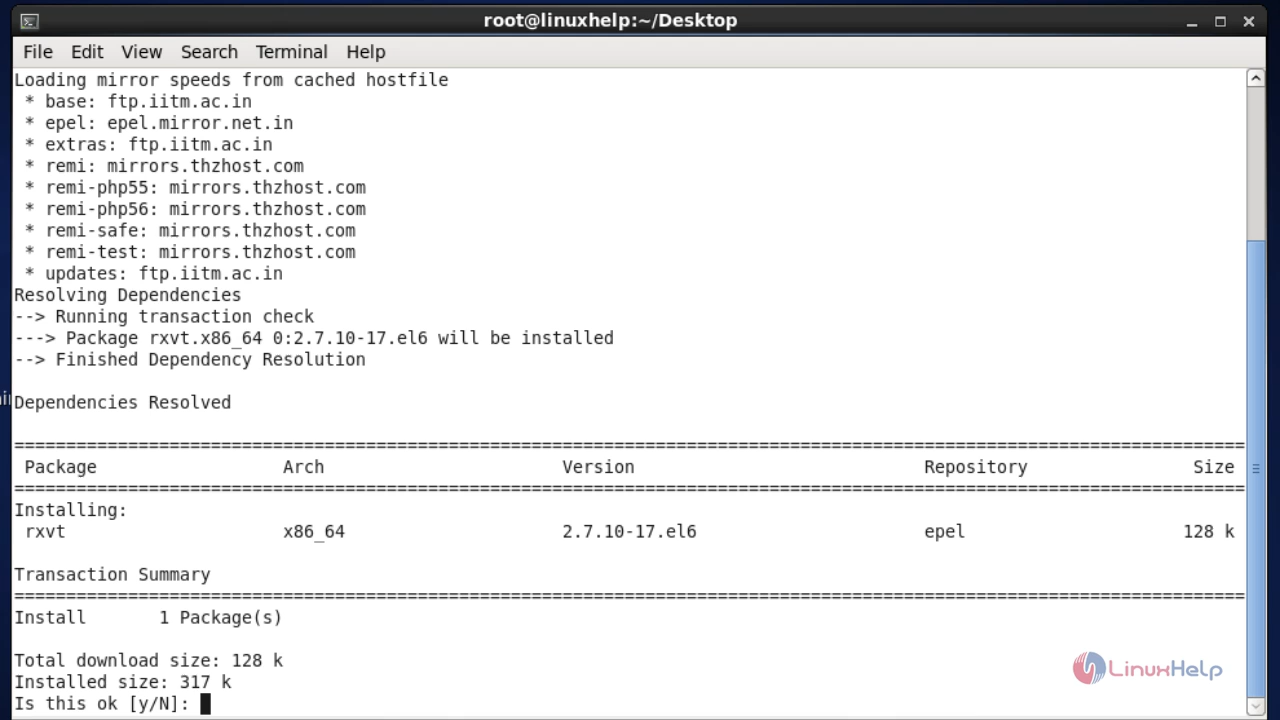 root@linuxhelp:~/Desktop
File Edit View Search Terminal Help
Loading mirror speeds from cached hostfile
* base: ftp.iitm.ac.in
* epel: epel.mirror.net.in
* extras: ftp.iitm.ac.in
* remi: mirrors.thzhost.com
* remi-php55: mirrors.thzhost.com
* remi-php56: mirrors.thzhost.com
* remi-safe: mirrors.thzhost.com
* remi-test: mirrors.thzhost.com
* updates: ftp.iitm.ac.in
Resolving Dependencies
--> Running transaction check
---> Package rxvt.x86_64 0:2.7.10-17.el6 will be installed
--> Finished Dependency Resolution
Dependencies Resolved
Package Arch Version Repository Size
Installing:
rxvt x86_64 2.7.10-17.el6 epel 128 k
Transaction Summary
Install 1 Package(s)
Total download size: 128 k
Installed size: 317 k
Is this ok [y/N]:
LinuxHelp